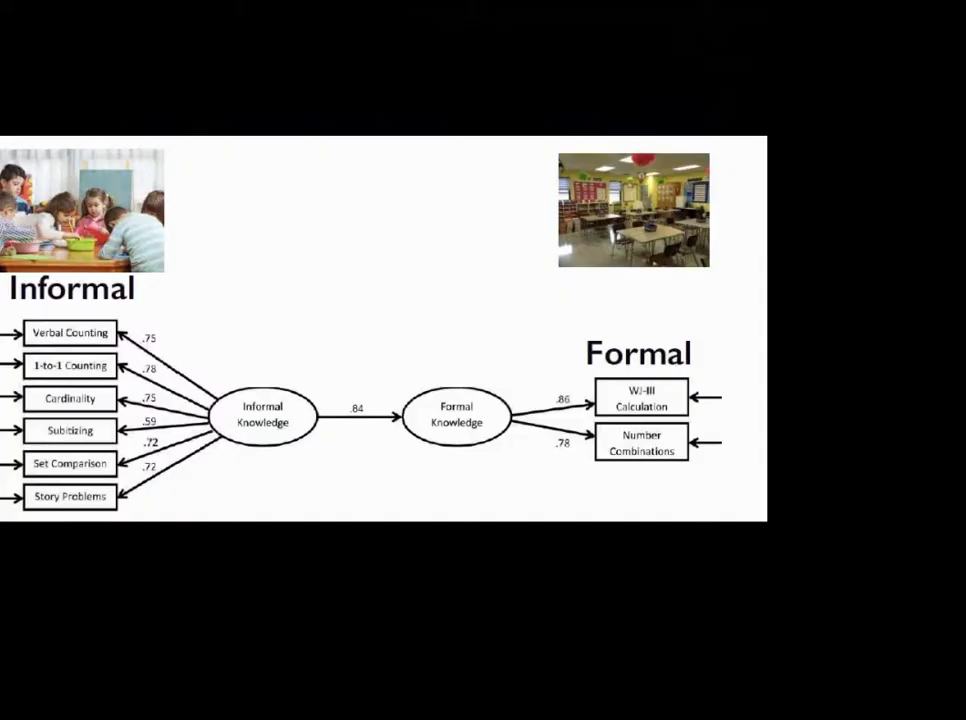 Informal
Verbal Counting
1-to-1 Counting
Cardinality
Subitizing
Set Comparison
Story Problems
.75
.78
.75
.59
.72
.72
Informal
Knowledge
.84
Formal
Knowledge
.86
.78
Formal
WJ-III
Calculation
Number
Combinations